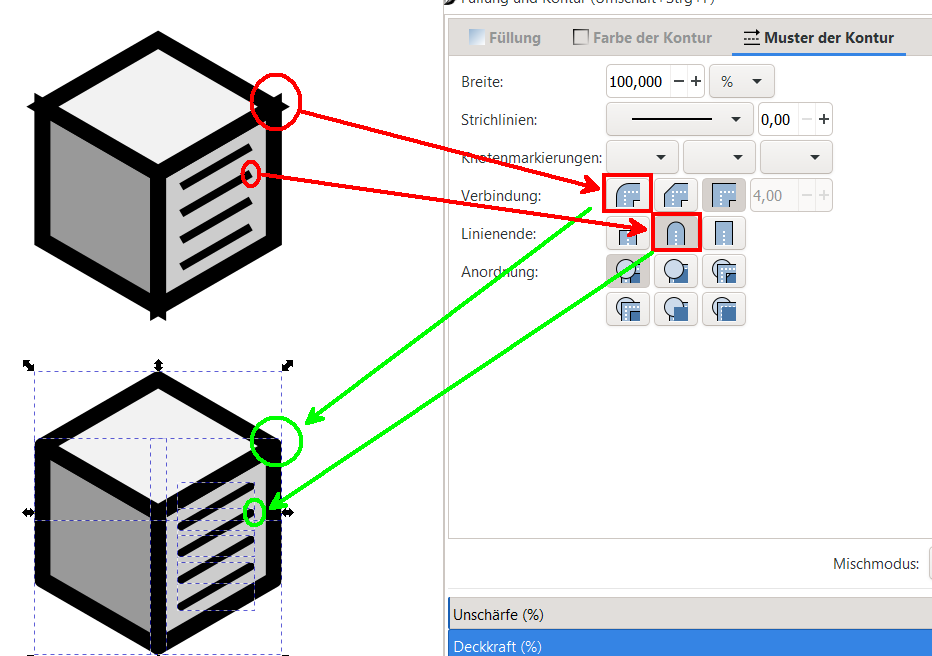 Füllung und Kontur (Umschalt+Strg+F)
Füllung
Farbe der Kontur
Muster der Kontur
Breite:
100,000
%
Strichlinien:
0,00
Knotenmarkierungen:
Verbindung:
4,00
Linienende:
Anordnung:
Mischmodus:
Unschärfe (%)
Deckkraft (%)